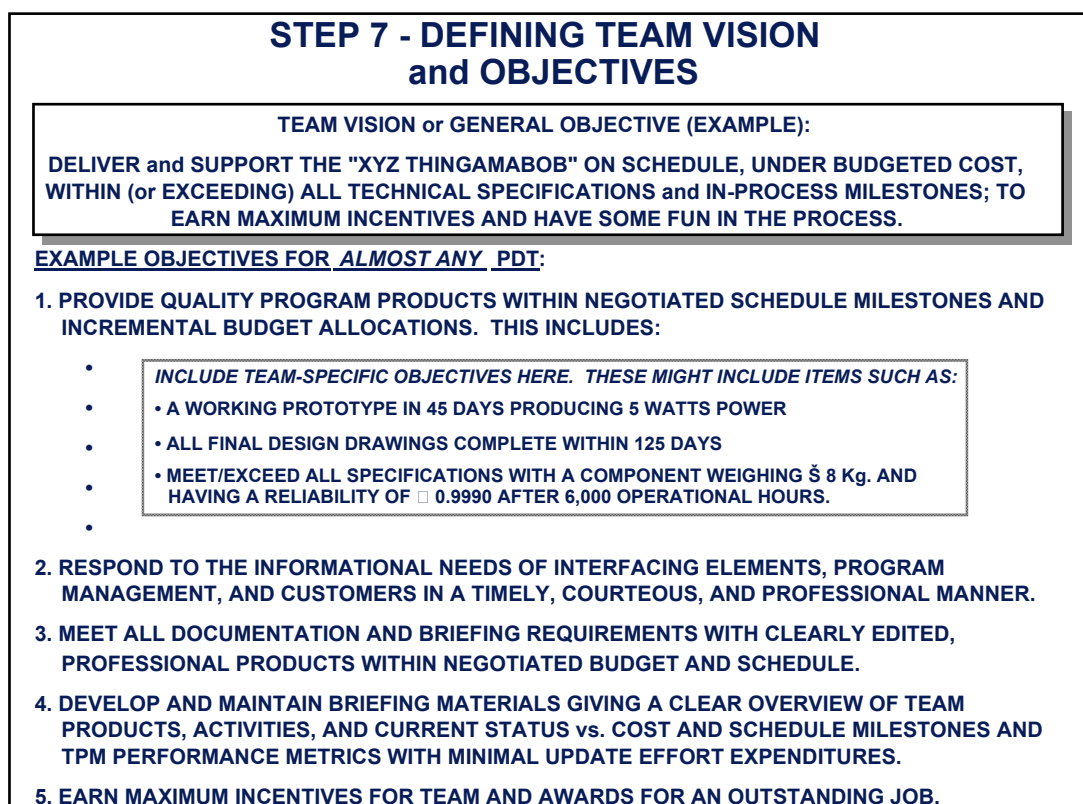 STEP 7 - DEFINING TEAM VISION
and OBJECTIVES
TEAM VISION or GENERAL OBJECTIVE (EXAMPLE):
DELIVER and SUPPORT THE "XYZ THINGAMABOB" ON SCHEDULE, UNDER BUDGETED COST,
WITHIN (or EXCEEDING) ALL TECHNICAL SPECIFICATIONS and IN-PROCESS MILESTONES; TO
EARN MAXIMUM INCENTIVES AND HAVE SOME FUN IN THE PROCESS.
EXAMPLE OBJECTIVES FOR ALMOST ANY PDT:
1. PROVIDE QUALITY PROGRAM PRODUCTS WITHIN NEGOTIATED SCHEDULE MILESTONES AND
INCREMENTAL BUDGET ALLOCATIONS. THIS INCLUDES:
•
•
•
•
•
INCLUDE TEAM-SPECIFIC OBJECTIVES HERE. THESE MIGHT INCLUDE ITEMS SUCH AS:
• A WORKING PROTOTYPE IN 45 DAYS PRODUCING 5 WATTS POWER
• ALL FINAL DESIGN DRAWINGS COMPLETE WITHIN 125 DAYS
• MEET/EXCEED ALL SPECIFICATIONS WITH A COMPONENT WEIGHING Š 8 Kg. AND
HAVING A RELIABILITY OF □ 0.9990 AFTER 6,000 OPERATIONAL HOURS.
2. RESPOND TO THE INFORMATIONAL NEEDS OF INTERFACING ELEMENTS, PROGRAM
MANAGEMENT, AND CUSTOMERS IN A TIMELY, COURTEOUS, AND PROFESSIONAL MANNER.
3. MEET ALL DOCUMENTATION AND BRIEFING REQUIREMENTS WITH CLEARLY EDITED,
PROFESSIONAL PRODUCTS WITHIN NEGOTIATED BUDGET AND SCHEDULE.
4. DEVELOP AND MAINTAIN BRIEFING MATERIALS GIVING A CLEAR OVERVIEW OF TEAM
PRODUCTS, ACTIVITIES, AND CURRENT STATUS vs. COST AND SCHEDULE MILESTONES AND
TPM PERFORMANCE METRICS WITH MINIMAL UPDATE EFFORT EXPENDITURES.
5. EARN MAXIMUM INCENTIVES FOR TEAM AND AWARDS FOR AN OUTSTANDING JOB.